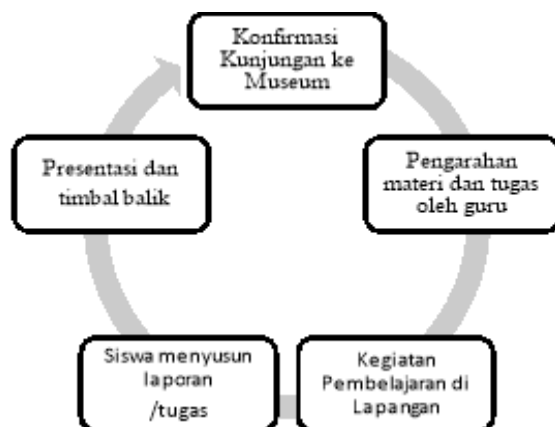 Konfirmasi
Kunjungan ke
Museum
Pengarahan
materi dan tugas
oleh guru
Kegiatan
Pembelajaran di
Lapangan
Siswa menyusun
laporan
/tugas
Presentasi dan
timbal balik